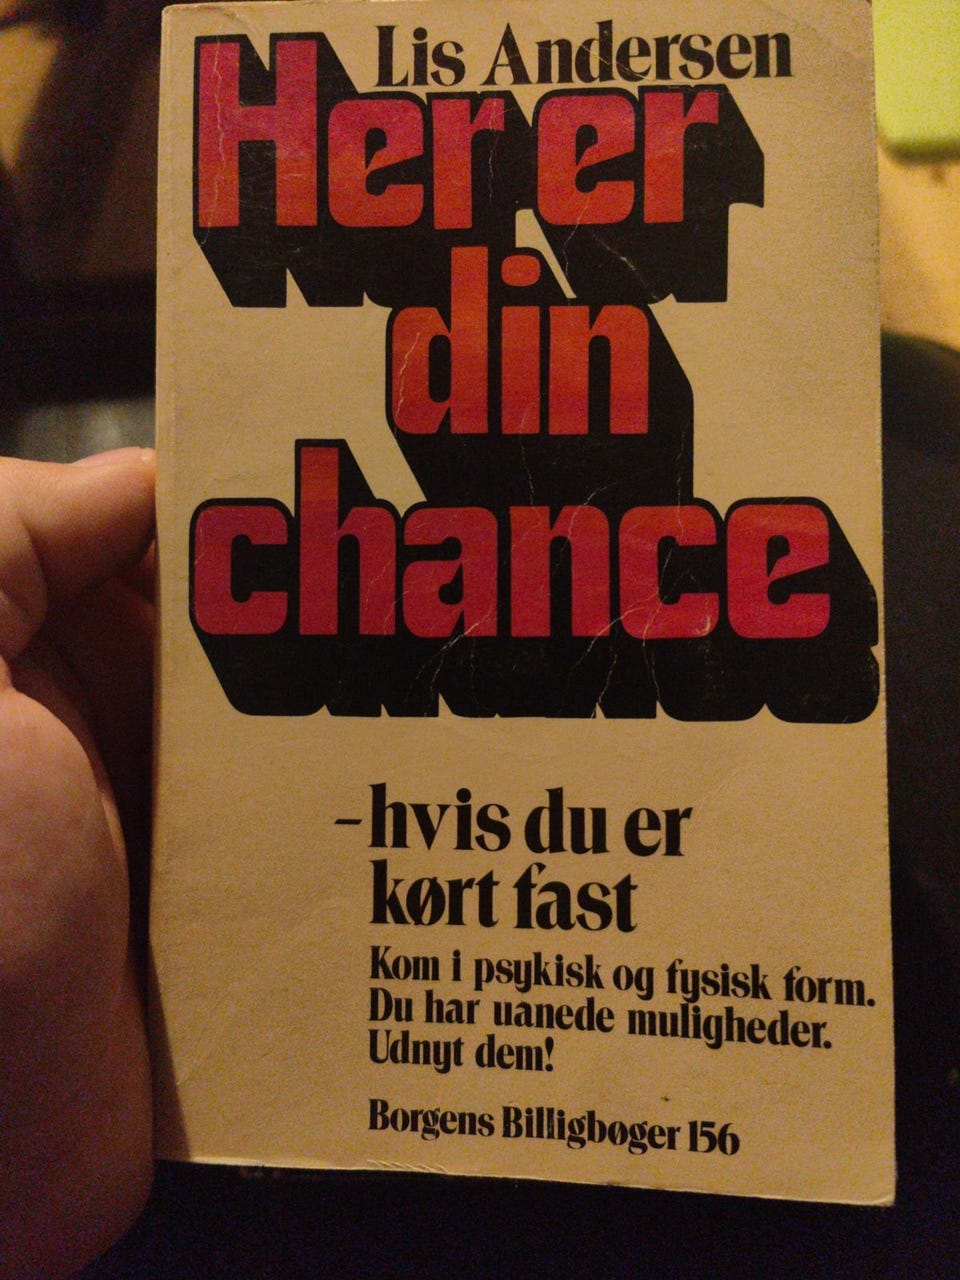 Lis Andersen
Her er
din
chance
-hvis du er
kørt fast
Kom i psykisk og fysisk form.
Du har uanede muligheder.
Udnyt dem!
Borgens Billigbøger 156